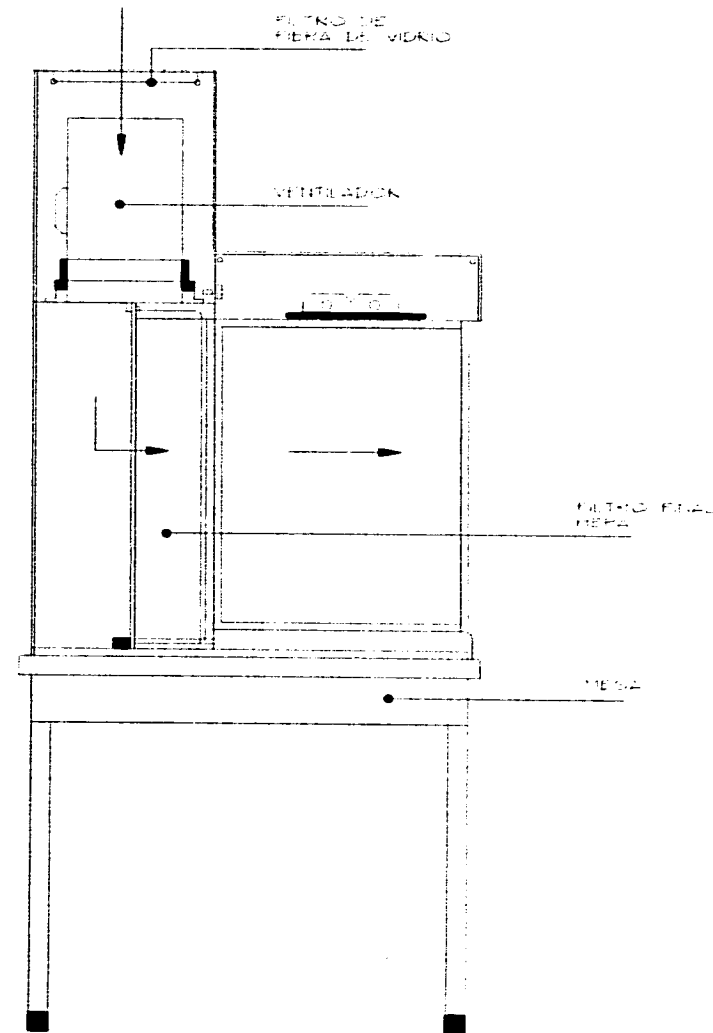 FILTRO DE
FIBRA DE VIDRIO
VENTILADOR
FILTRO FINAL
HEPA
MESA